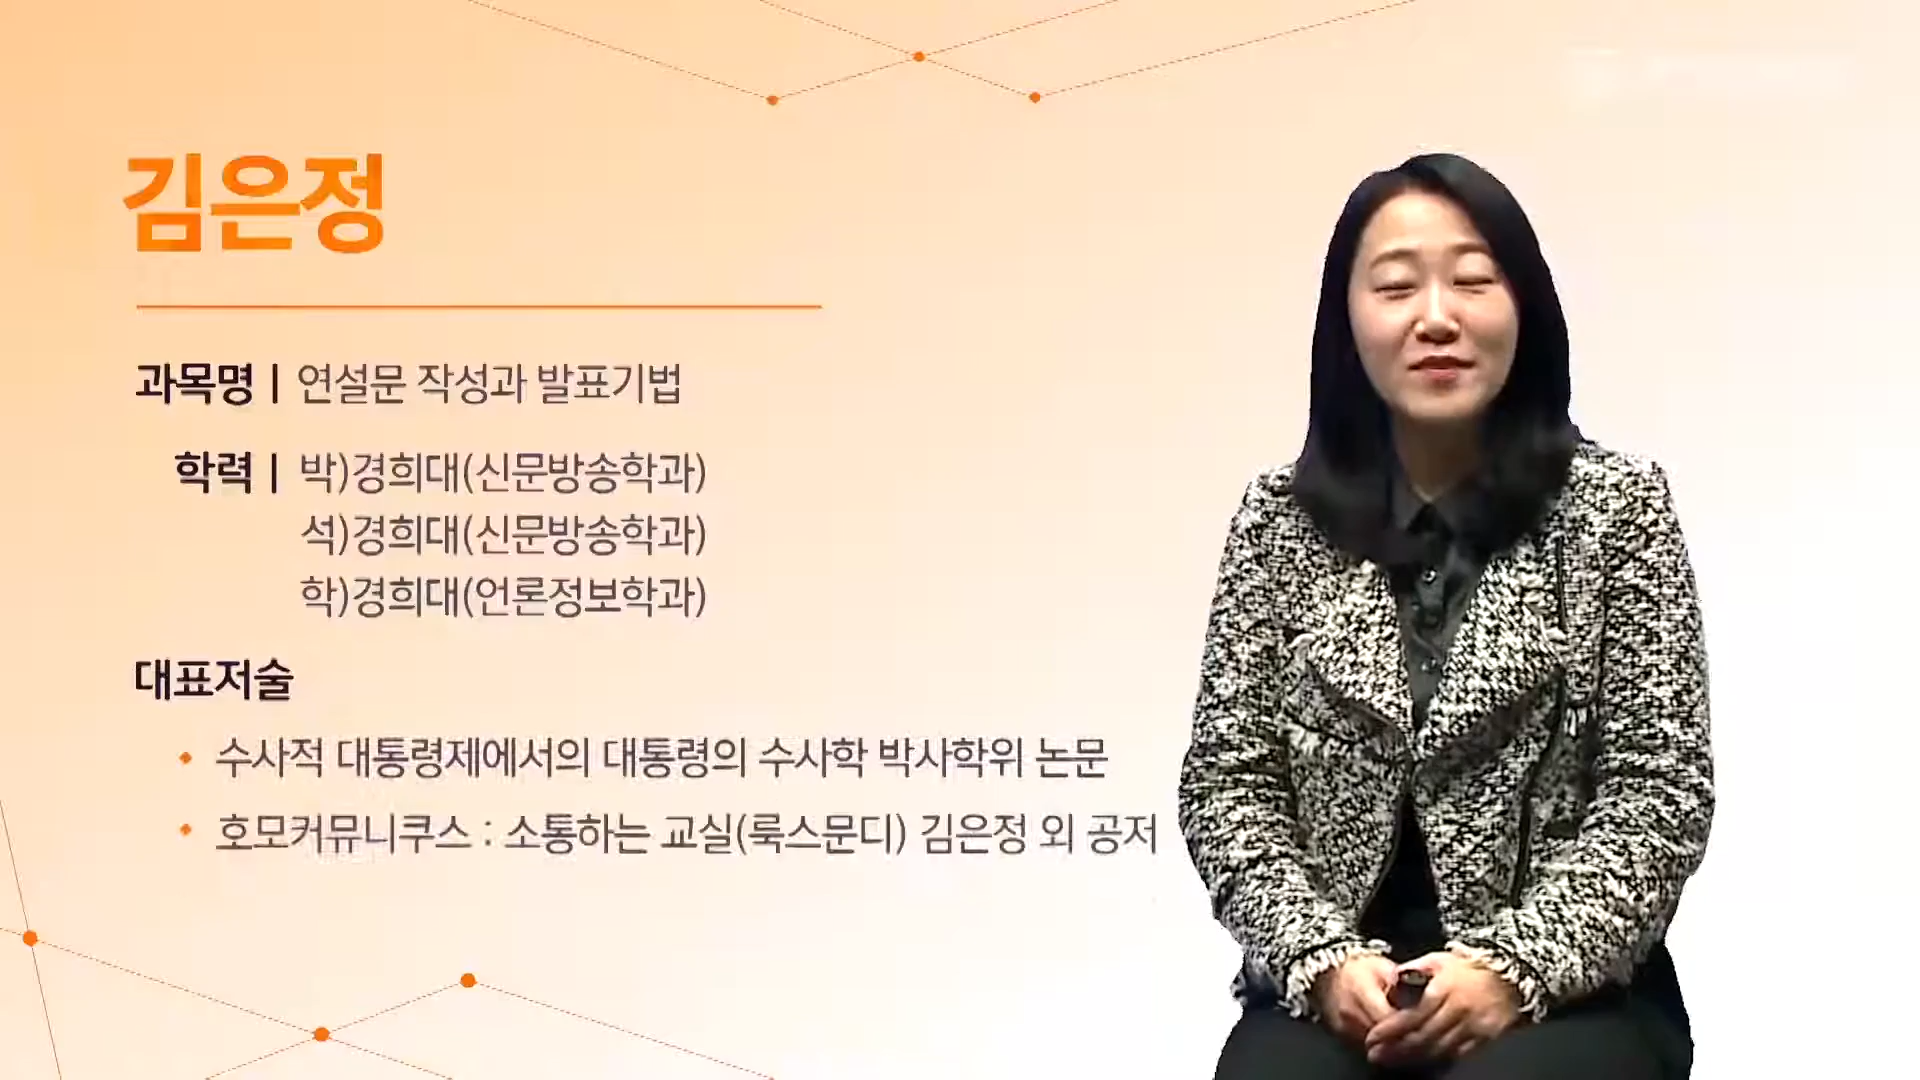 김은정
과목명 | 연설문 작성과 발표기법
학력 | 박)경희대(신문방송학과)
석)경희대(신문방송학과)
학)경희대(언론정보학과)
대표저술
• 수사적 대통령제에서의 대통령의 수사학 박사학위 논문
• 호모커뮤니쿠스 : 소통하는 교실(룩스문디) 김은정 외 공저